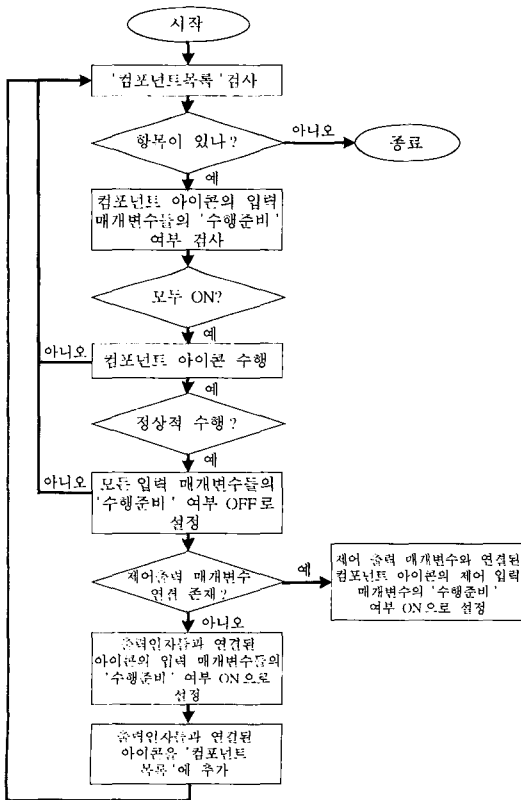 시작
'컴포넌트목록' 검사
항목이 있나?
아니오
종료
예
컴포넌트 아이콘의 입력
매개변수들의 '수행준비'
여부 검사
모두 ON?
예
아니오
컴포넌트 아이콘 수행
예
정상적 수행?
예
아니오
모든 입력 매개변수들의
'수행준비' 여부 OFF로
설정
제어출력 매개변수
연결 존재?
예
제어 출력 매개변수와 연결된
컴포넌트 아이콘의 제어 입력
매개변수의 '수행준비'
여부 ON으로 설정
아니오
출력인자들과 연결된
아이콘의 입력 매개변수들의
'수행준비' 여부 ON으로
설정
출력인자들과 연결된
아이콘을 '컴포넌트
목록'에 추가